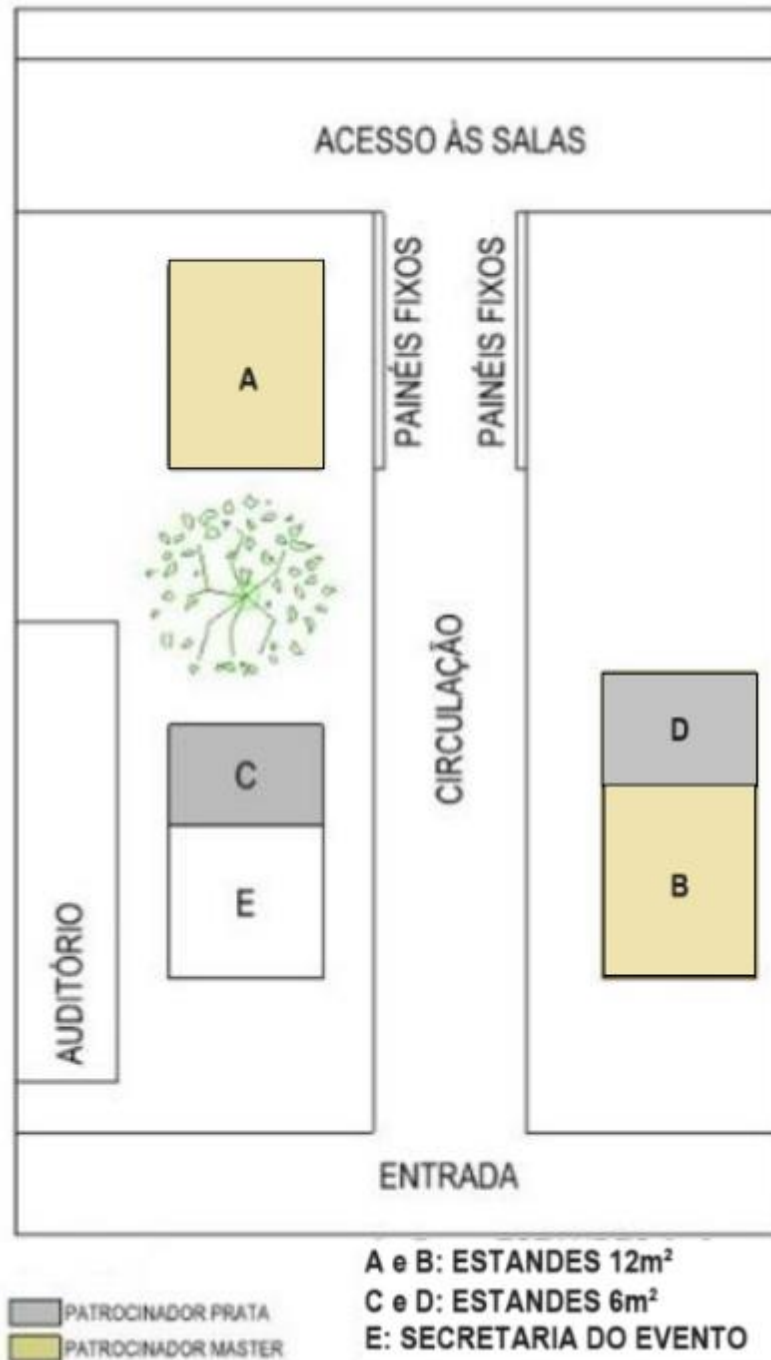 ACESSO ÀS SALAS
PAINÉIS FIXOS
PAINÉIS FIXOS
A
CIRCULAÇÃO
D
C
B
E
AUDITÓRIO
ENTRADA
A e B: ESTANDES 12m²
C e D: ESTANDES 6m²
E: SECRETARIA DO EVENTO
PATROCINADOR PRATA
PATROCINADOR MASTER